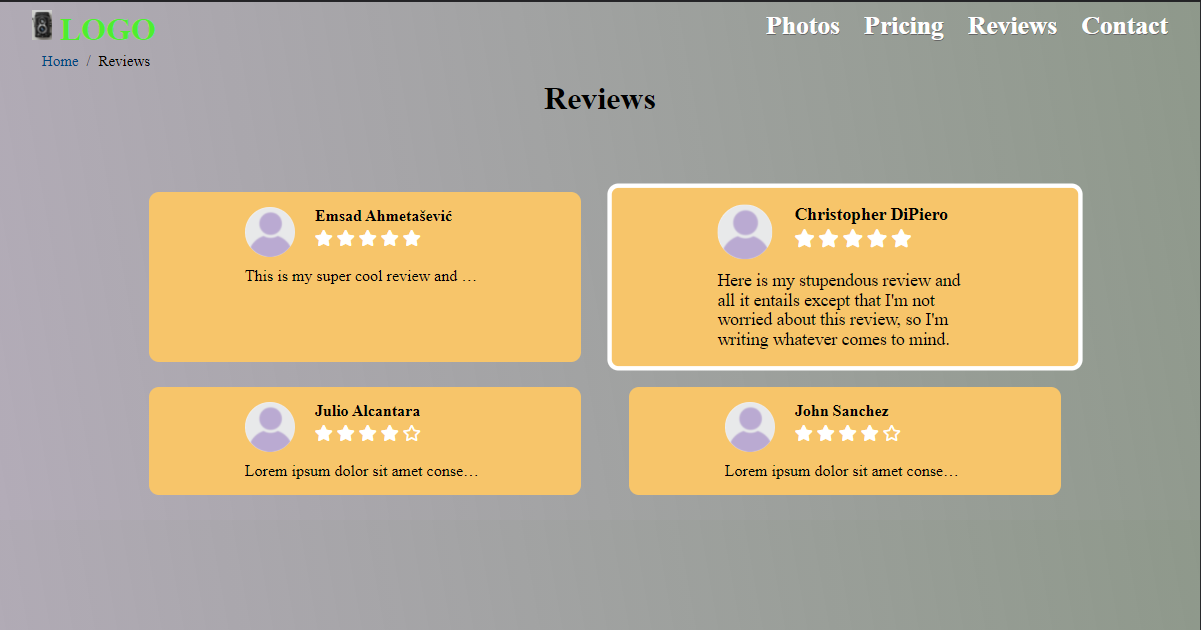 LOGO
Photos Pricing Reviews Contact
Home / Reviews
Reviews
Emsad Ahmetašević
This is my super cool review and …
Christopher DiPiero
Here is my stupendous review and
all it entails except that I'm not
worried about this review, so I'm
writing whatever comes to mind.
Julio Alcantara
Lorem ipsum dolor sit amet conse…
John Sanchez
Lorem ipsum dolor sit amet conse…